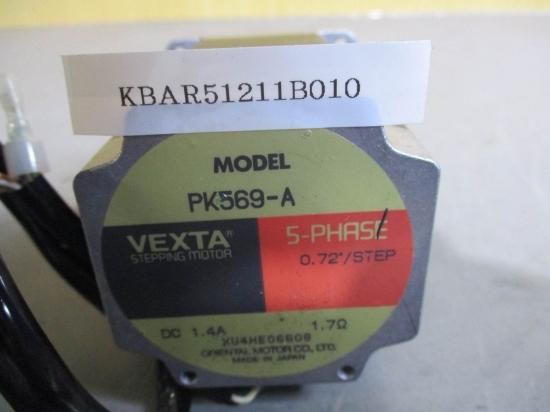 KBAR51211B010
MODEL
PK569-A
VEXTA®
STEPPING MOTOR
5-PHASE
0.72°/STEP
DC 1.4A 1.7Ω
XU4HE06608
ORIENTAL MOTOR CO., LTD.
MADE IN JAPAN